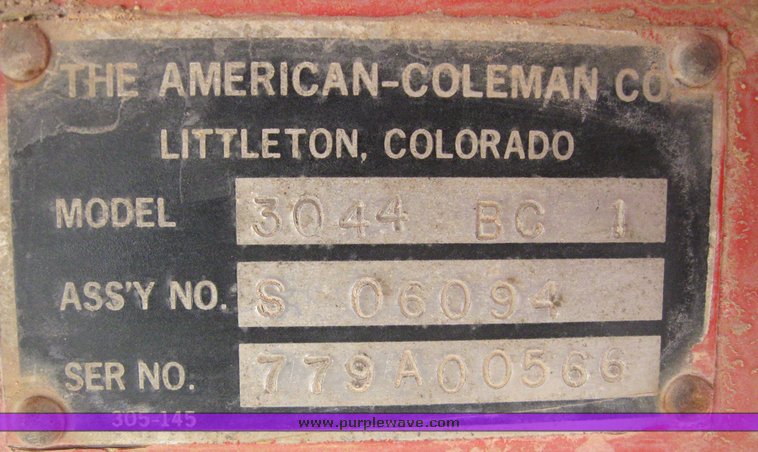 THE AMERICAN-COLEMAN CO
LITTLETON, COLORADO
MODEL 3044 BC 1
ASS'Y NO. S 06094
SER NO. 779A00566
305-145
www.purplewave.com